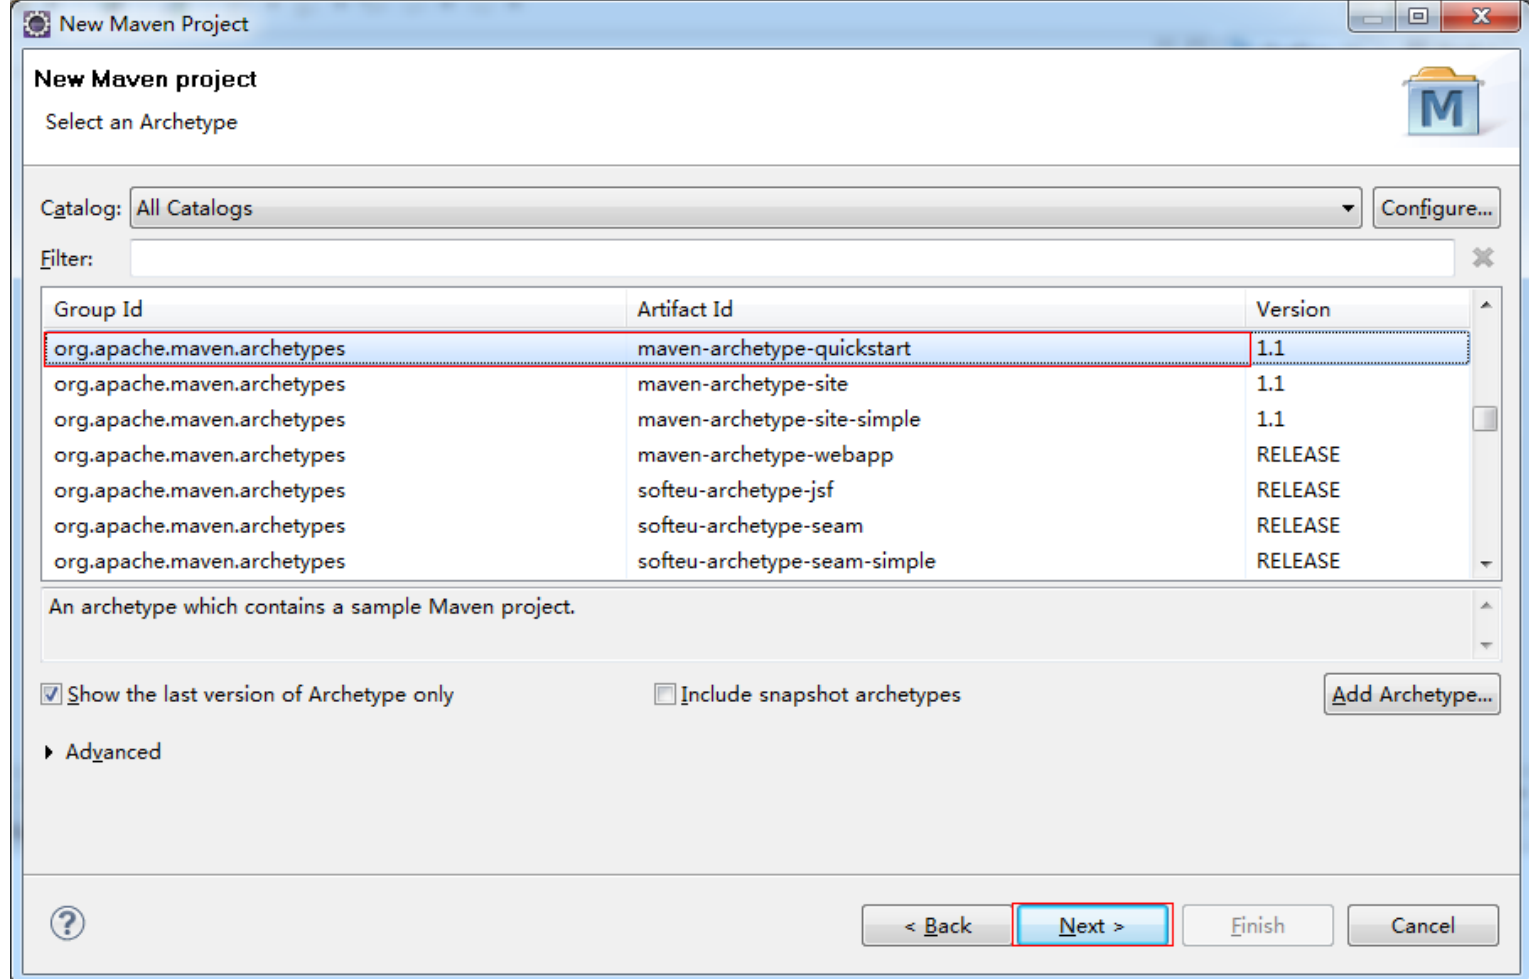 New Maven Project
New Maven project
Select an Archetype
M
Catalog: All Catalogs Configure...
Filter:
Group Id Artifact Id Version
org.apache.maven.archetypes maven-archetype-quickstart 1.1
org.apache.maven.archetypes maven-archetype-site 1.1
org.apache.maven.archetypes maven-archetype-site-simple 1.1
org.apache.maven.archetypes maven-archetype-webapp RELEASE
org.apache.maven.archetypes softeu-archetype-jsf RELEASE
org.apache.maven.archetypes softeu-archetype-seam RELEASE
org.apache.maven.archetypes softeu-archetype-seam-simple RELEASE
An archetype which contains a sample Maven project.
Show the last version of Archetype only Include snapshot archetypes Add Archetype...
Advanced
? < Back Next > Finish Cancel